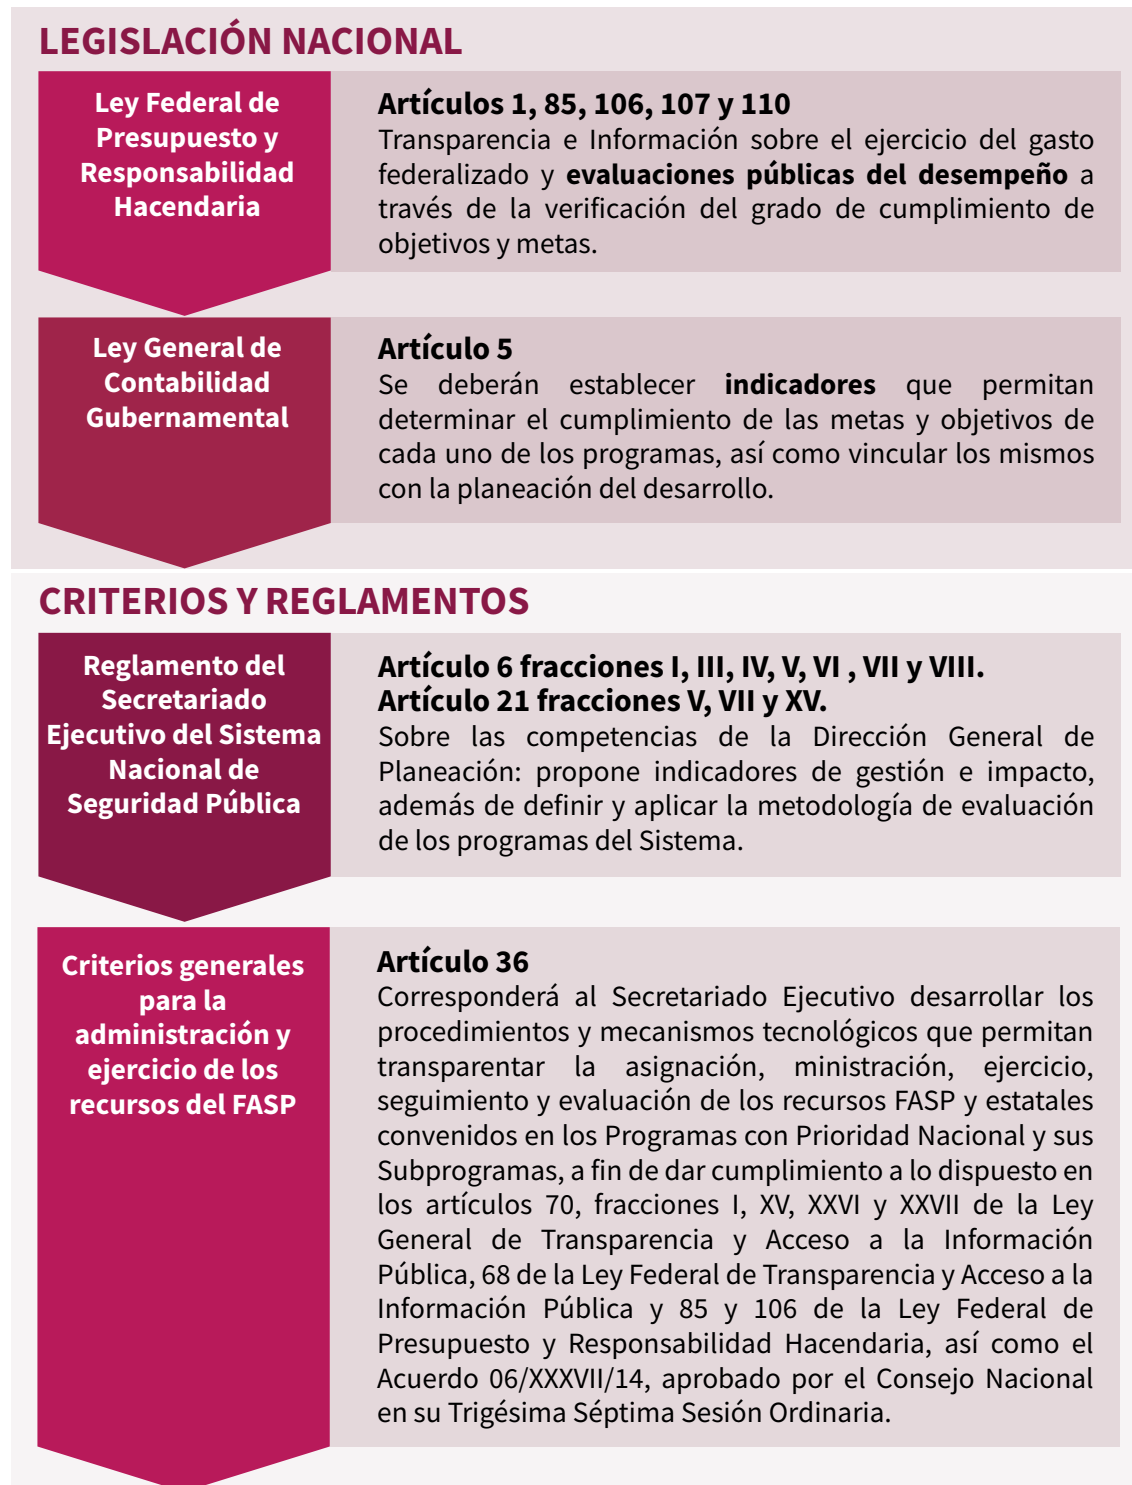 LEGISLACIÓN NACIONAL
Ley Federal de
Presupuesto y
Responsabilidad
Hacendaria
Artículos 1, 85, 106, 107 y 110
Transparencia e Información sobre el ejercicio del gasto
federalizado y evaluaciones públicas del desempeño a
través de la verificación del grado de cumplimiento de
objetivos y metas.
Ley General de
Contabilidad
Gubernamental
Artículo 5
Se deberán establecer indicadores que permitan
determinar el cumplimiento de las metas y objetivos de
cada uno de los programas, así como vincular los mismos
con la planeación del desarrollo.
CRITERIOS Y REGLAMENTOS
Reglamento del
Secretariado
Ejecutivo del Sistema
Nacional de
Seguridad Pública
Artículo 6 fracciones I, III, IV, V, VI , VII y VIII.
Artículo 21 fracciones V, VII y XV.
Sobre las competencias de la Dirección General de
Planeación: propone indicadores de gestión e impacto,
además de definir y aplicar la metodología de evaluación
de los programas del Sistema.
Criterios generales
para la
administración y
ejercicio de los
recursos del FASP
Artículo 36
Corresponderá al Secretariado Ejecutivo desarrollar los
procedimientos y mecanismos tecnológicos que permitan
transparentar la asignación, ministración, ejercicio,
seguimiento y evaluación de los recursos FASP y estatales
convenidos en los Programas con Prioridad Nacional y sus
Subprogramas, a fin de dar cumplimiento a lo dispuesto en
los artículos 70, fracciones I, XV, XXVI y XXVII de la Ley
General de Transparencia y Acceso a la Información
Pública, 68 de la Ley Federal de Transparencia y Acceso a la
Información Pública y 85 y 106 de la Ley Federal de
Presupuesto y Responsabilidad Hacendaria, así como el
Acuerdo 06/XXXVII/14, aprobado por el Consejo Nacional
en su Trigésima Séptima Sesión Ordinaria.